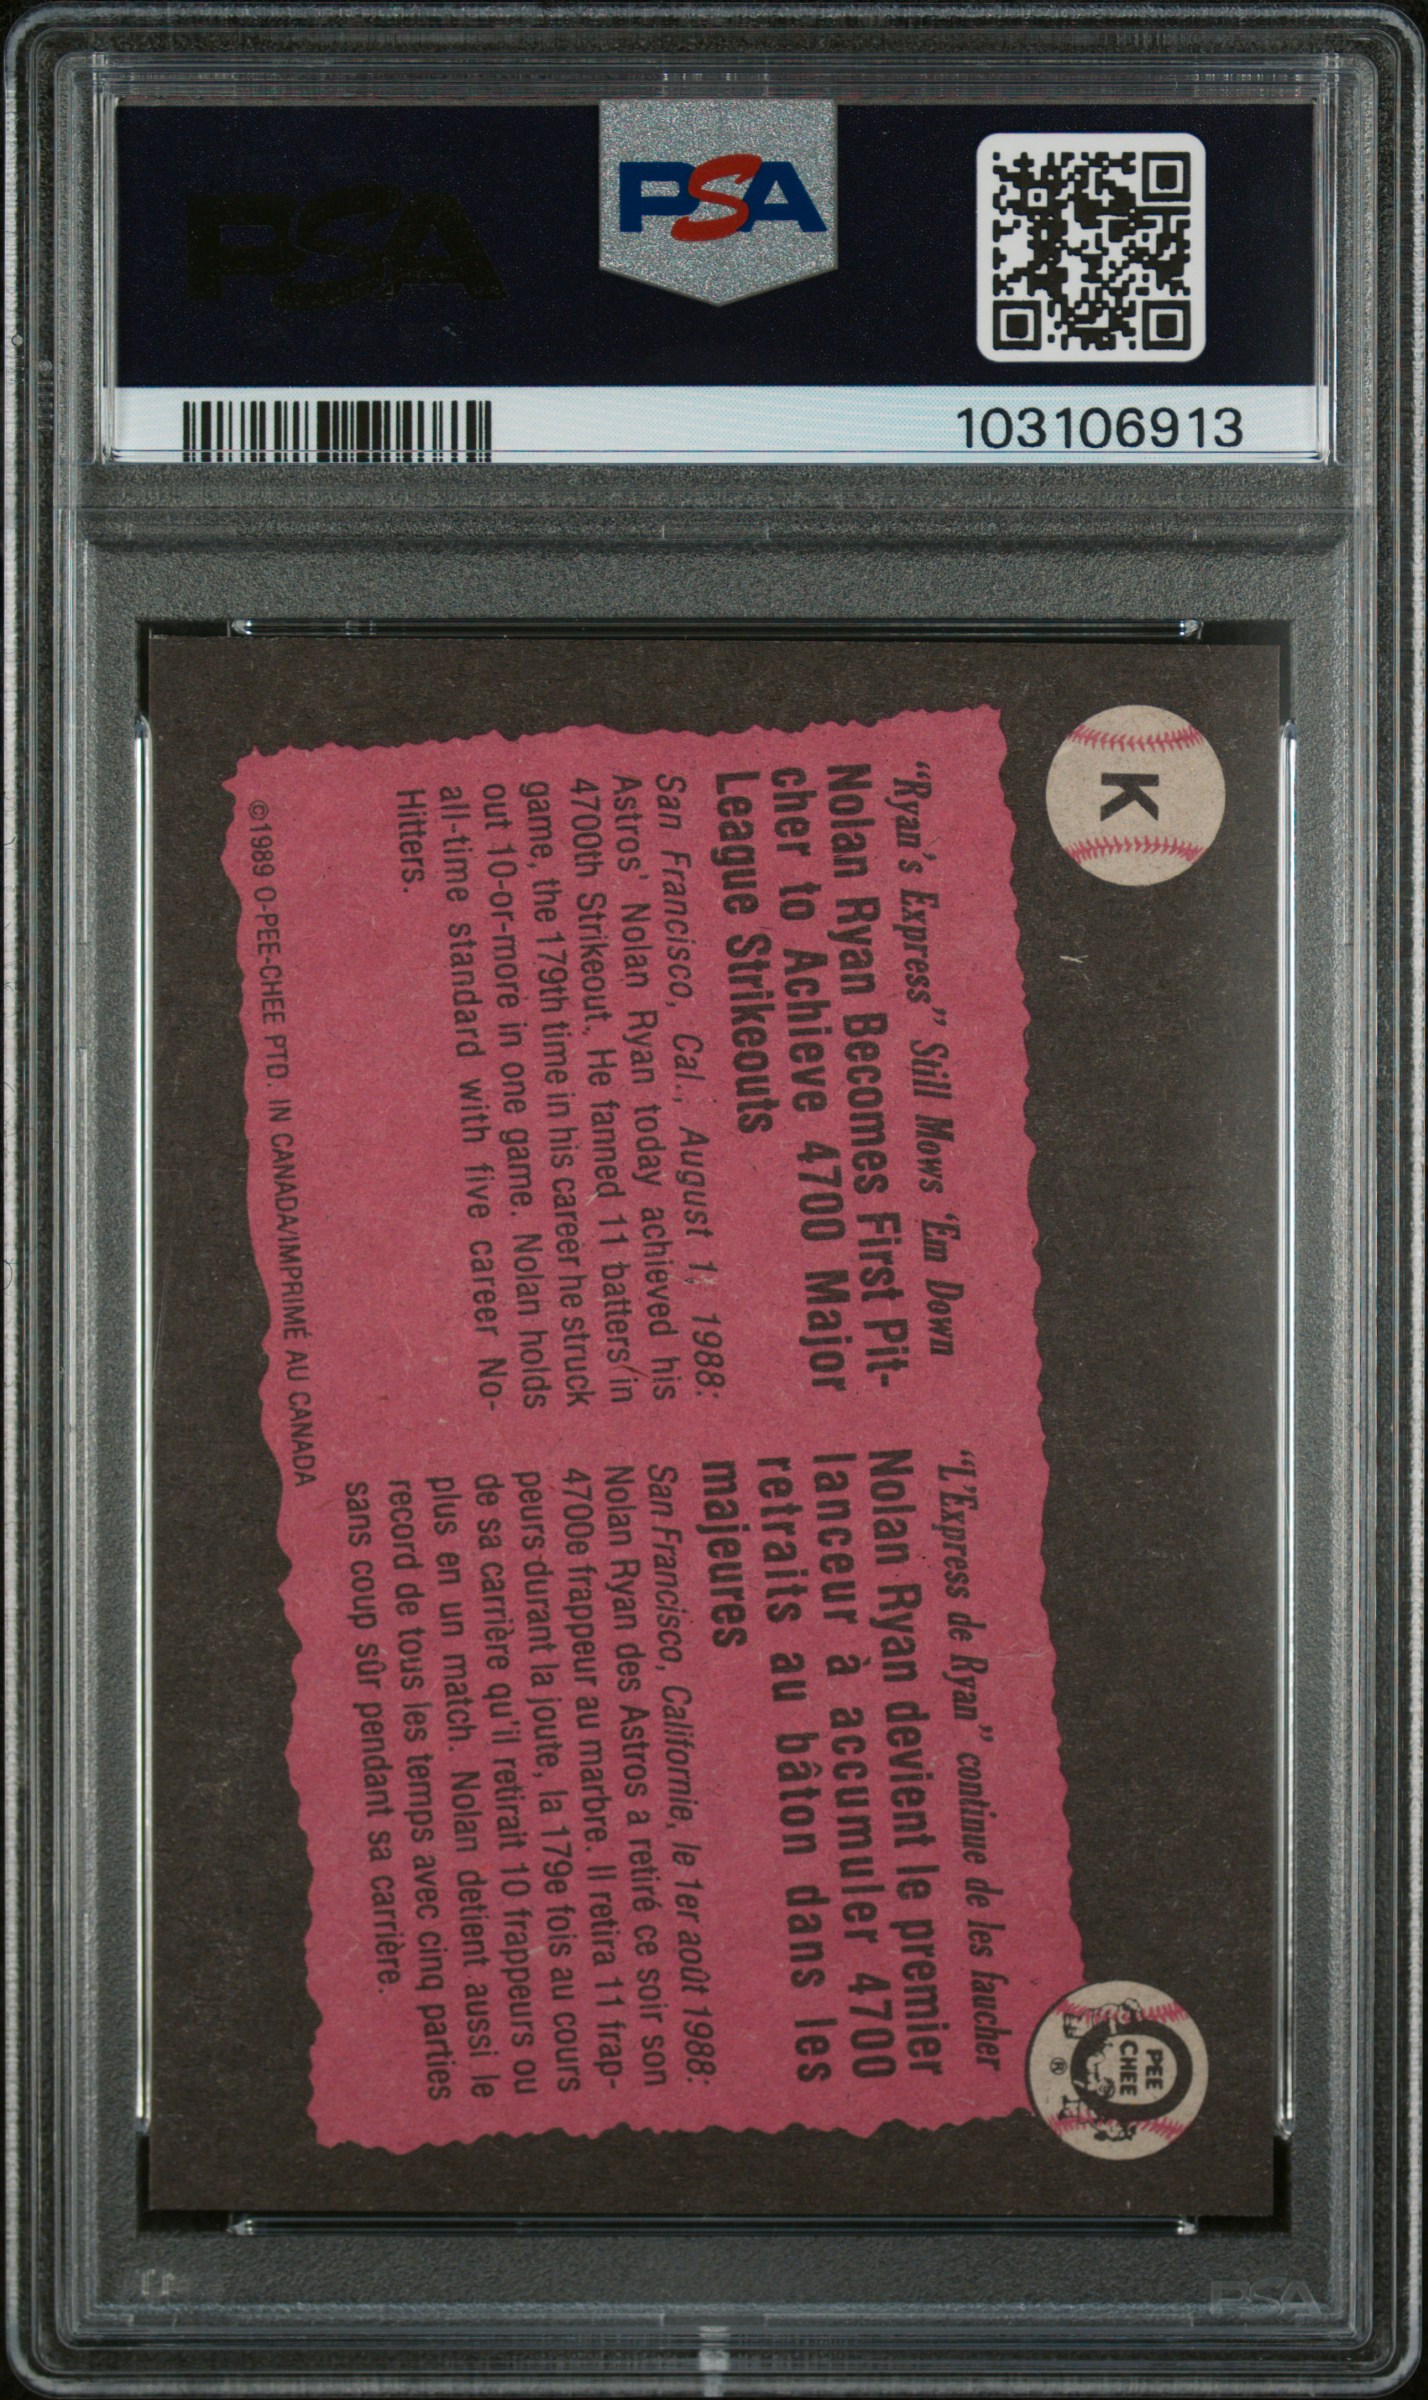 PSA
PSA
103106913
K
"Ryan's Express" Still Mows 'Em Down
Nolan Ryan Becomes First Pit-
cher to Achieve 4700 Major
League Strikeouts
San Francisco, Cal., August 1, 1988:
Astros' Nolan Ryan today achieved his
4700th Strikeout. He fanned 11 batters in
game, the 179th time in his career he struck
out 10-or-more in one game. Nolan holds
all-time standard with five career No-
Hitters.
"L'Express de Ryan" continue de les faucher
Nolan Ryan devient le premier
lanceur à accumuler 4700
retraits au bâton dans les
majeures
San Francisco, Californie, le 1er août 1988:
Nolan Ryan des Astros a retiré ce soir son
4700e frappeur au marbre. Il retira 11 frap-
peurs durant la joute, la 179e fois au cours
de sa carrière qu'il retirait 10 frappeurs ou
plus en un match. Nolan detient aussi le
record de tous les temps avec cinq parties
sans coup sûr pendant sa carrière.
©1989 O-PEE-CHEE PTD. IN CANADA/IMPRIMÉ AU CANADA
O
PEE
CHEE
®
PSA